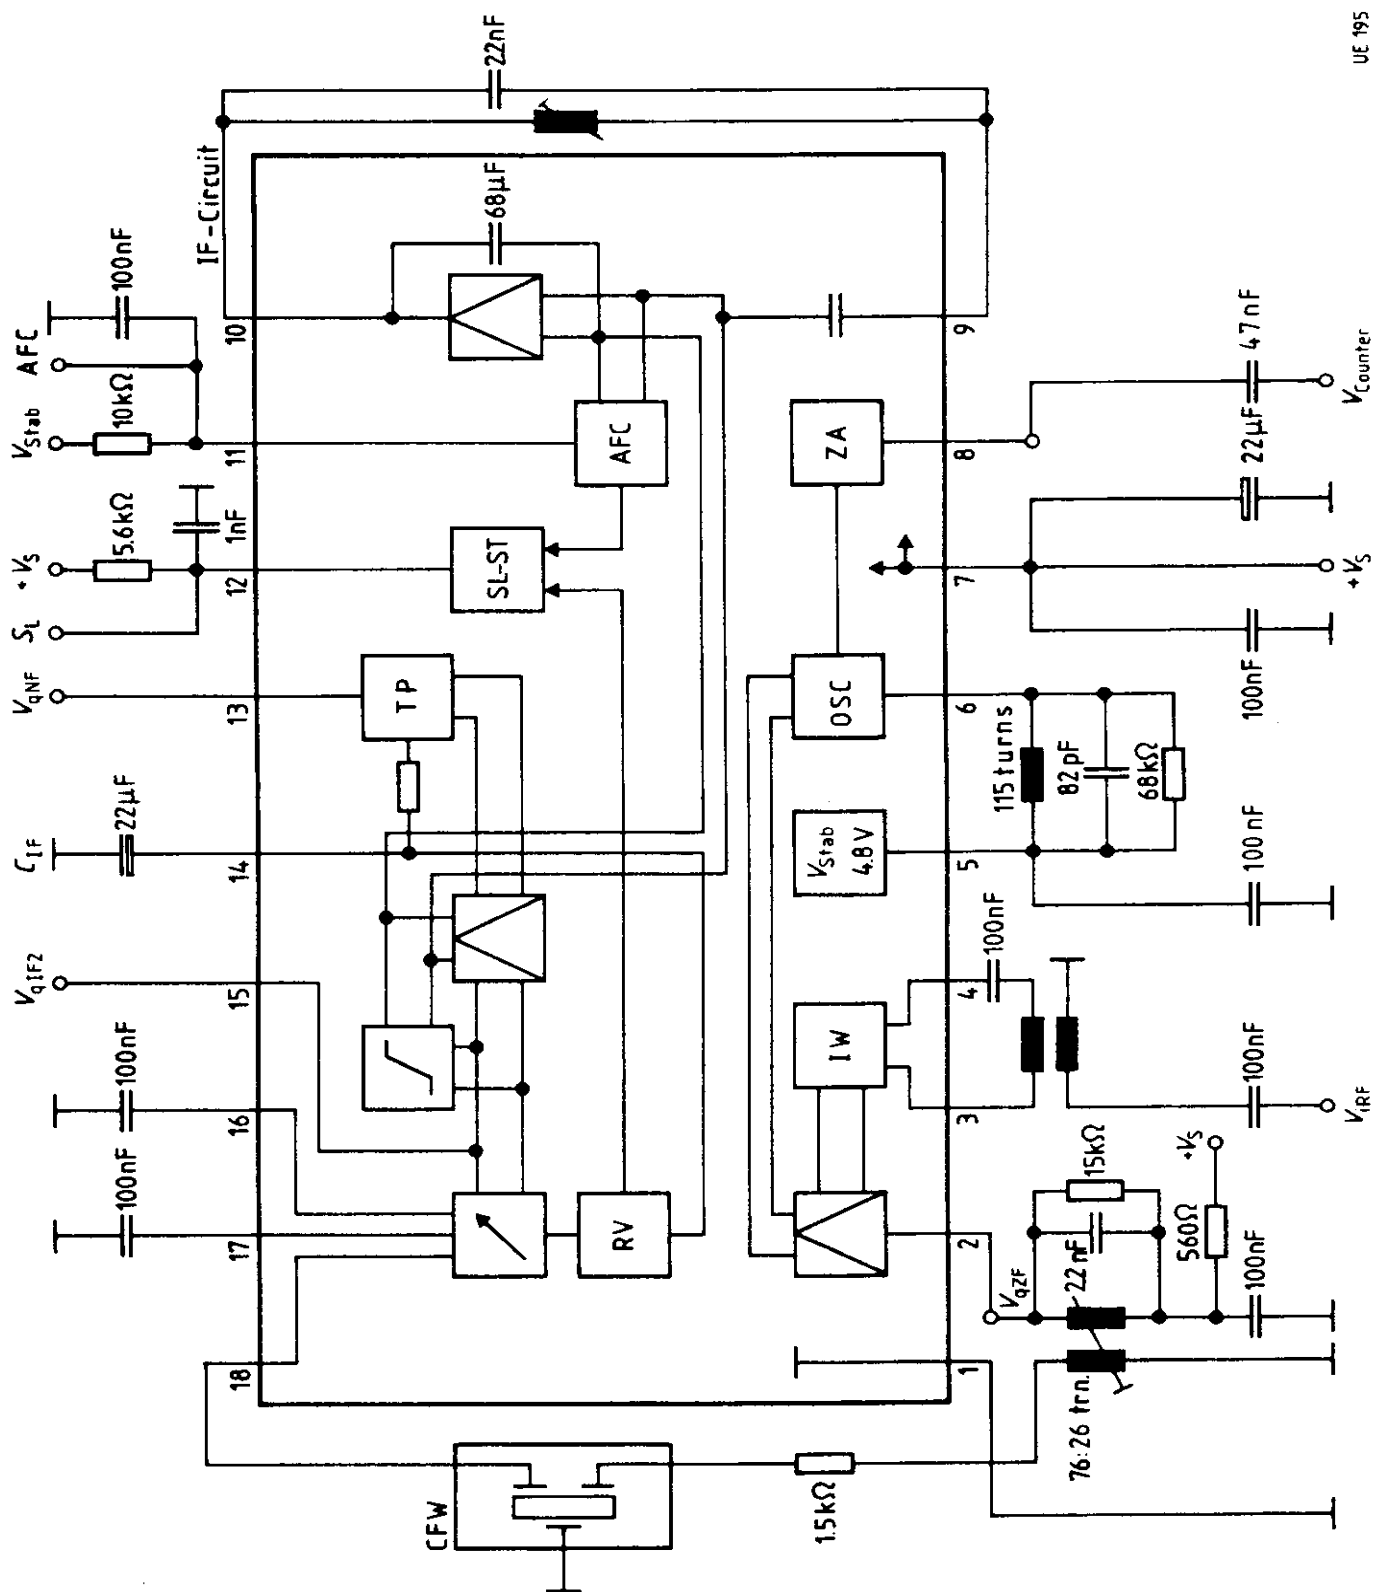 CFW
1.5kΩ
18
17
16
15
14
13
12
11
10
100nF
100nF
V_qIF2
C_IF
22µF
V_qNF
S_L
+V_S
5.6kΩ
1nF
V_Stab
10kΩ
AFC
100nF
IF-Circuit
22nF
68µF
RV
TP
SL-ST
AFC
IW
V_Stab
4.8V
OSC
ZA
1
2
3
4
5
6
7
8
9
76:26 trn.
V_qZF
22nF
15kΩ
560Ω
+V_S
100nF
100nF
100nF
V_iRF
115 turns
82pF
68kΩ
100nF
100nF
+V_S
22µF
47nF
V_Counter
UE 195